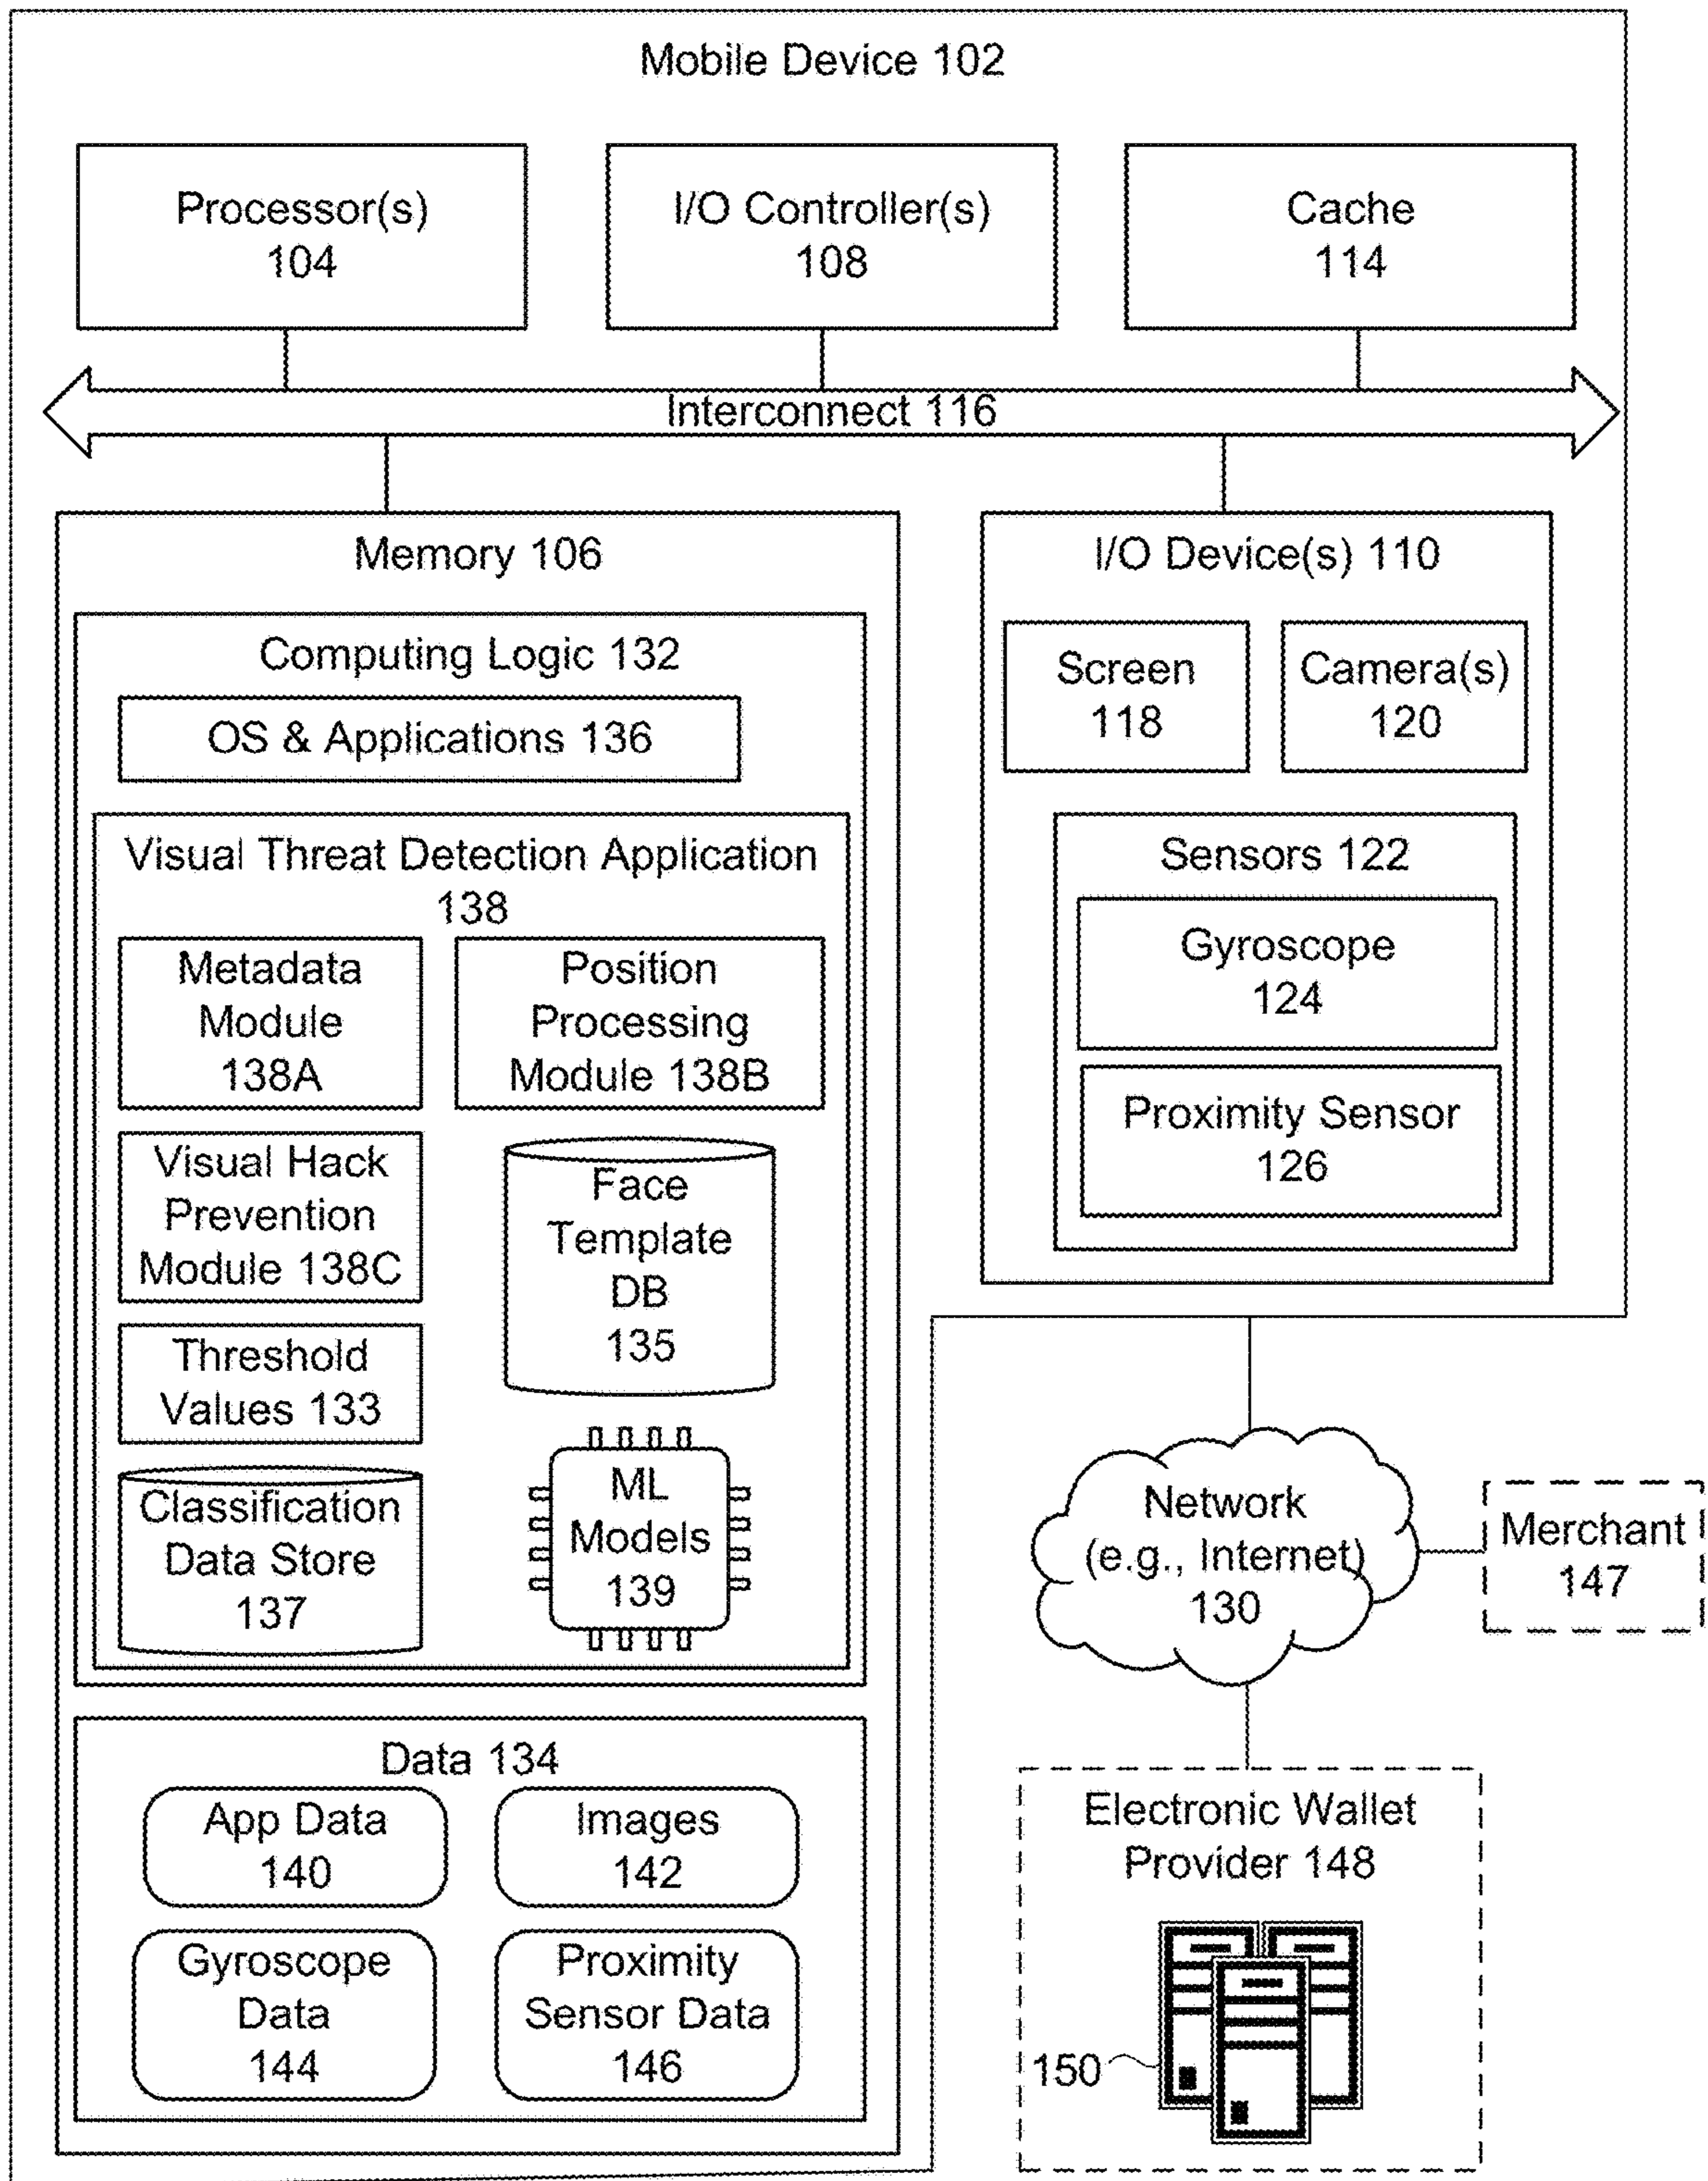 Mobile Device 102
Processor(s)
104
I/O Controller(s)
108
Cache
114
Interconnect 116
Memory 106
Computing Logic 132
OS & Applications 136
Visual Threat Detection Application
138
Metadata
Module
138A
Position
Processing
Module 138B
Visual Hack
Prevention
Module 138C
Face
Template
DB
135
Threshold
Values 133
Classification
Data Store
137
ML
Models
139
Data 134
App Data
140
Images
142
Gyroscope
Data
144
Proximity
Sensor Data
146
I/O Device(s) 110
Screen
118
Camera(s)
120
Sensors 122
Gyroscope
124
Proximity Sensor
126
Network
(e.g., Internet)
130
Merchant
147
Electronic Wallet
Provider 148
150